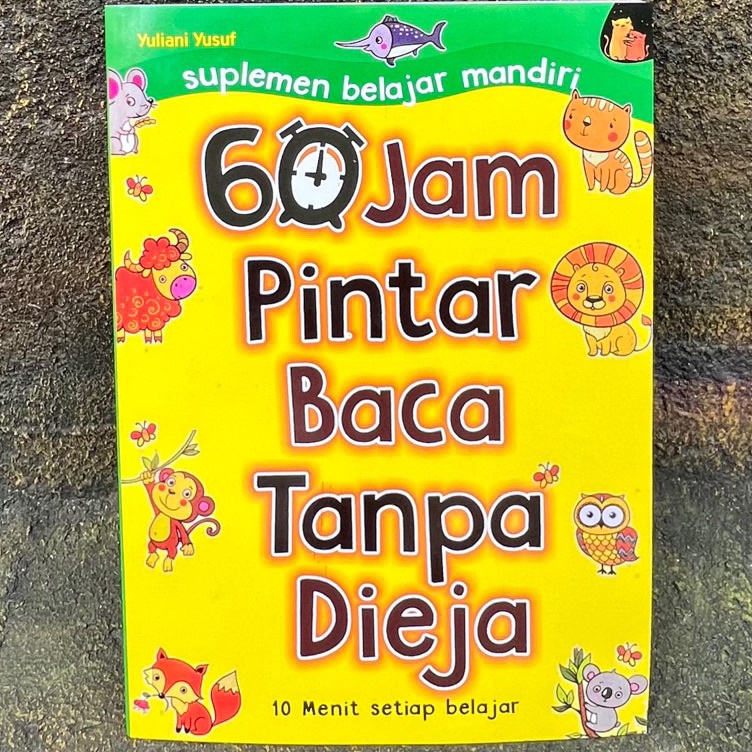 Yuliani Yusuf
suplemen belajar mandiri
60 Jam
Pintar
Baca
Tanpa
Dieja
10 Menit setiap belajar